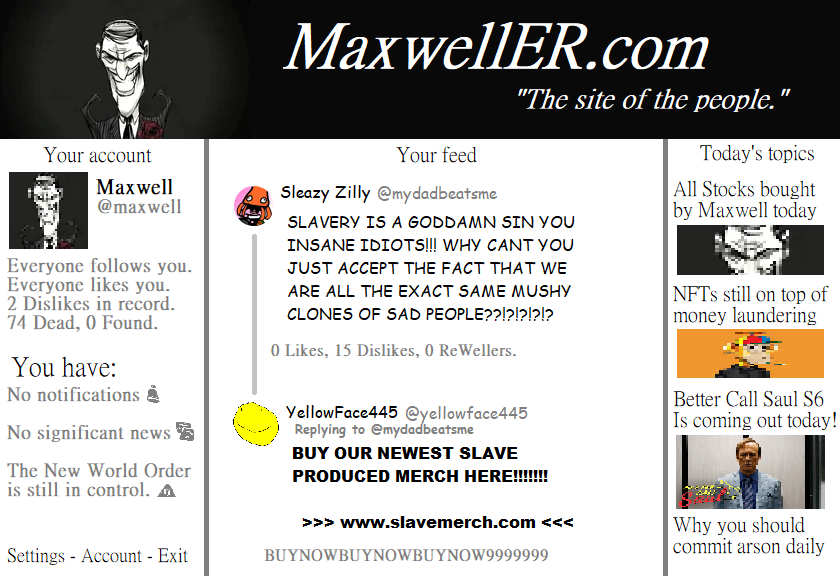 MaxwellER.com
"The site of the people."
Your account
Maxwell
@maxwell
Everyone follows you.
Everyone likes you.
2 Dislikes in record.
74 Dead, 0 Found.
You have:
No notifications
No significant news
The New World Order
is still in control.
Settings - Account - Exit
Your feed
Sleazy Zilly @mydadbeatsme
SLAVERY IS A GODDAMN SIN YOU
INSANE IDIOTS!!! WHY CANT YOU
JUST ACCEPT THE FACT THAT WE
ARE ALL THE EXACT SAME MUSHY
CLONES OF SAD PEOPLE??!?!?!?!?
0 Likes, 15 Dislikes, 0 ReWellers.
YellowFace445 @yellowface445
Replying to @mydadbeatsme
BUY OUR NEWEST SLAVE
PRODUCED MERCH HERE!!!!!!!
>>> www.slavemerch.com <<<
BUYNOWBUYNOWBUYNOW9999999
Today's topics
All Stocks bought
by Maxwell today
NFTs still on top of
money laundering
Better Call Saul S6
Is coming out today!
Why you should
commit arson daily